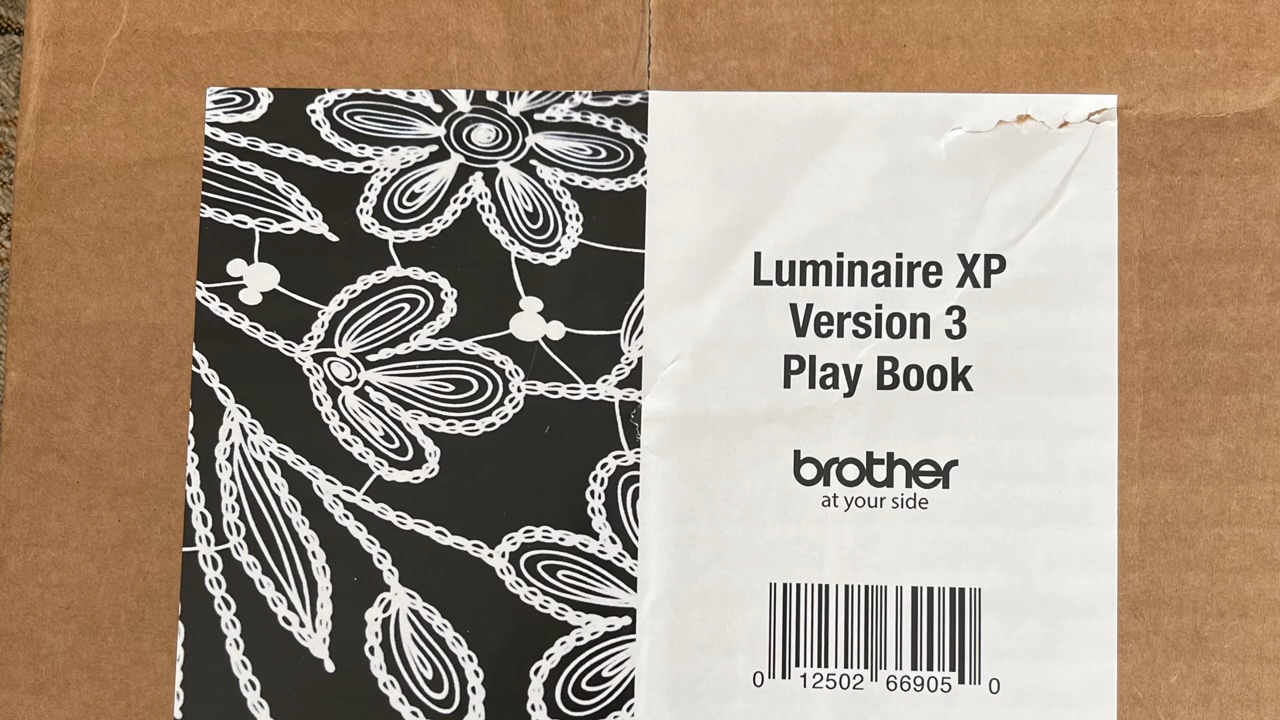 Luminaire XP
Version 3
Play Book
brother
at your side
0 12502 66905 0